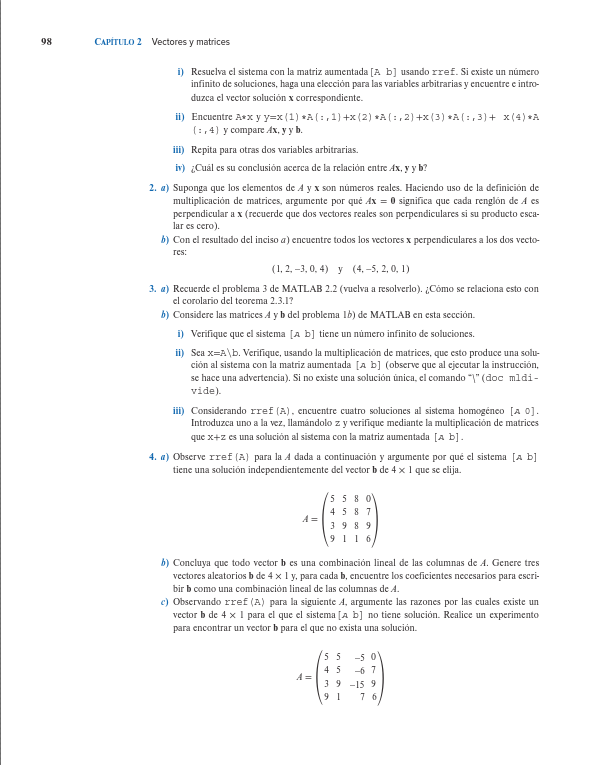 98 CAPÍTULO 2 Vectores y matrices
i) Resuelva el sistema con la matriz aumentada [A b] usando rref. Si existe un número
infinito de soluciones, haga una elección para las variables arbitrarias y encuentre e intro-
duzca el vector solución x correspondiente.
ii) Encuentre A*x y y=x(1)*A(:,1)+x(2)*A(:,2)+x(3)*A(:,3)+ x(4)*A
(:,4) y compare Ax, y y b.
iii) Repita para otras dos variables arbitrarias.
iv) ¿Cuál es su conclusión acerca de la relación entre Ax, y y b?
2. a) Suponga que los elementos de A y x son números reales. Haciendo uso de la definición de
multiplicación de matrices, argumente por qué Ax = 0 significa que cada renglón de A es
perpendicular a x (recuerde que dos vectores reales son perpendiculares si su producto esca-
lar es cero).
b) Con el resultado del inciso a) encuentre todos los vectores x perpendiculares a los dos vecto-
res:
(1, 2, –3, 0, 4) y (4, –5, 2, 0, 1)
3. a) Recuerde el problema 3 de MATLAB 2.2 (vuelva a resolverlo). ¿Cómo se relaciona esto con
el corolario del teorema 2.3.1?
b) Considere las matrices A y b del problema 1b) de MATLAB en esta sección.
i) Verifique que el sistema [A b] tiene un número infinito de soluciones.
ii) Sea x=A\b. Verifique, usando la multiplicación de matrices, que esto produce una solu-
ción al sistema con la matriz aumentada [A b] (observe que al ejecutar la instrucción,
se hace una advertencia). Si no existe una solución única, el comando “\” (doc mldi-
vide).
iii) Considerando rref(A), encuentre cuatro soluciones al sistema homogéneo [A 0].
Introduzca uno a la vez, llamándolo z y verifique mediante la multiplicación de matrices
que x+z es una solución al sistema con la matriz aumentada [A b].
4. a) Observe rref(A) para la A dada a continuación y argumente por qué el sistema [A b]
tiene una solución independientemente del vector b de 4 × 1 que se elija.
5 5 8 0
4 5 8 7
A =
3 9 8 9
9 1 1 6
b) Concluya que todo vector b es una combinación lineal de las columnas de A. Genere tres
vectores aleatorios b de 4 × 1 y, para cada b, encuentre los coeficientes necesarios para escri-
bir b como una combinación lineal de las columnas de A.
c) Observando rref(A) para la siguiente A, argumente las razones por las cuales existe un
vector b de 4 × 1 para el que el sistema[A b] no tiene solución. Realice un experimento
para encontrar un vector b para el que no exista una solución.
5 5 –5 0
4 5 –6 7
A =
3 9 –15 9
9 1 7 6